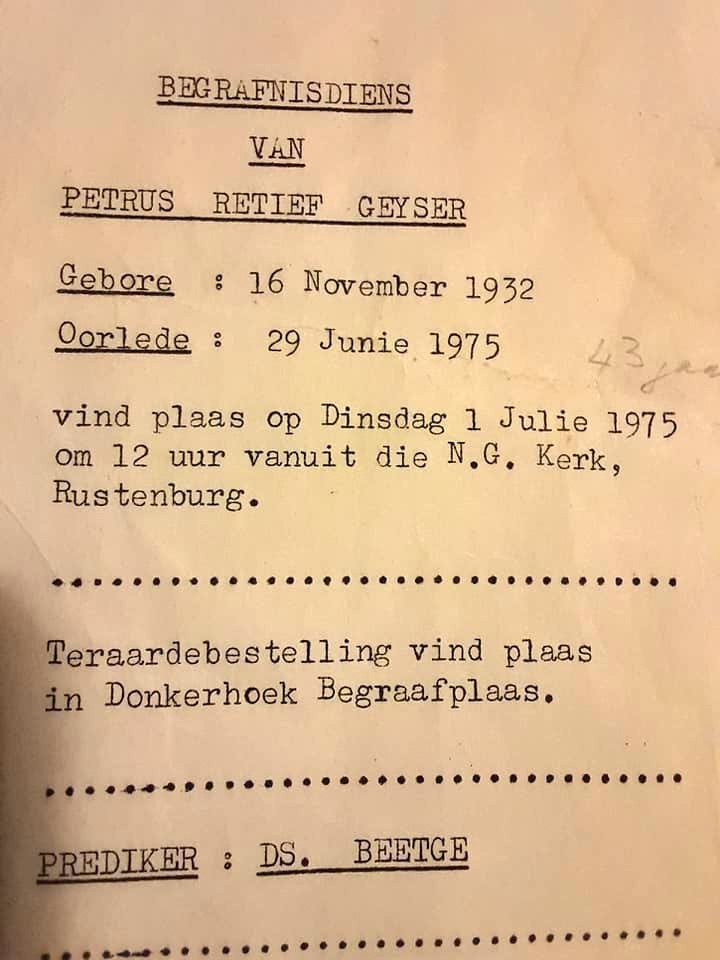 BEGRAFNISDIENS
VAN
PETRUS RETIEF GEYSER
Gebore : 16 November 1932
Oorlede : 29 Junie 1975
43 jaa
vind plaas op Dinsdag 1 Julie 1975
om 12 uur vanuit die N.G. Kerk,
Rustenburg.
Teraardebestelling vind plaas
in Donkerhoek Begraafplaas.
PREDIKER : DS. BEETGE